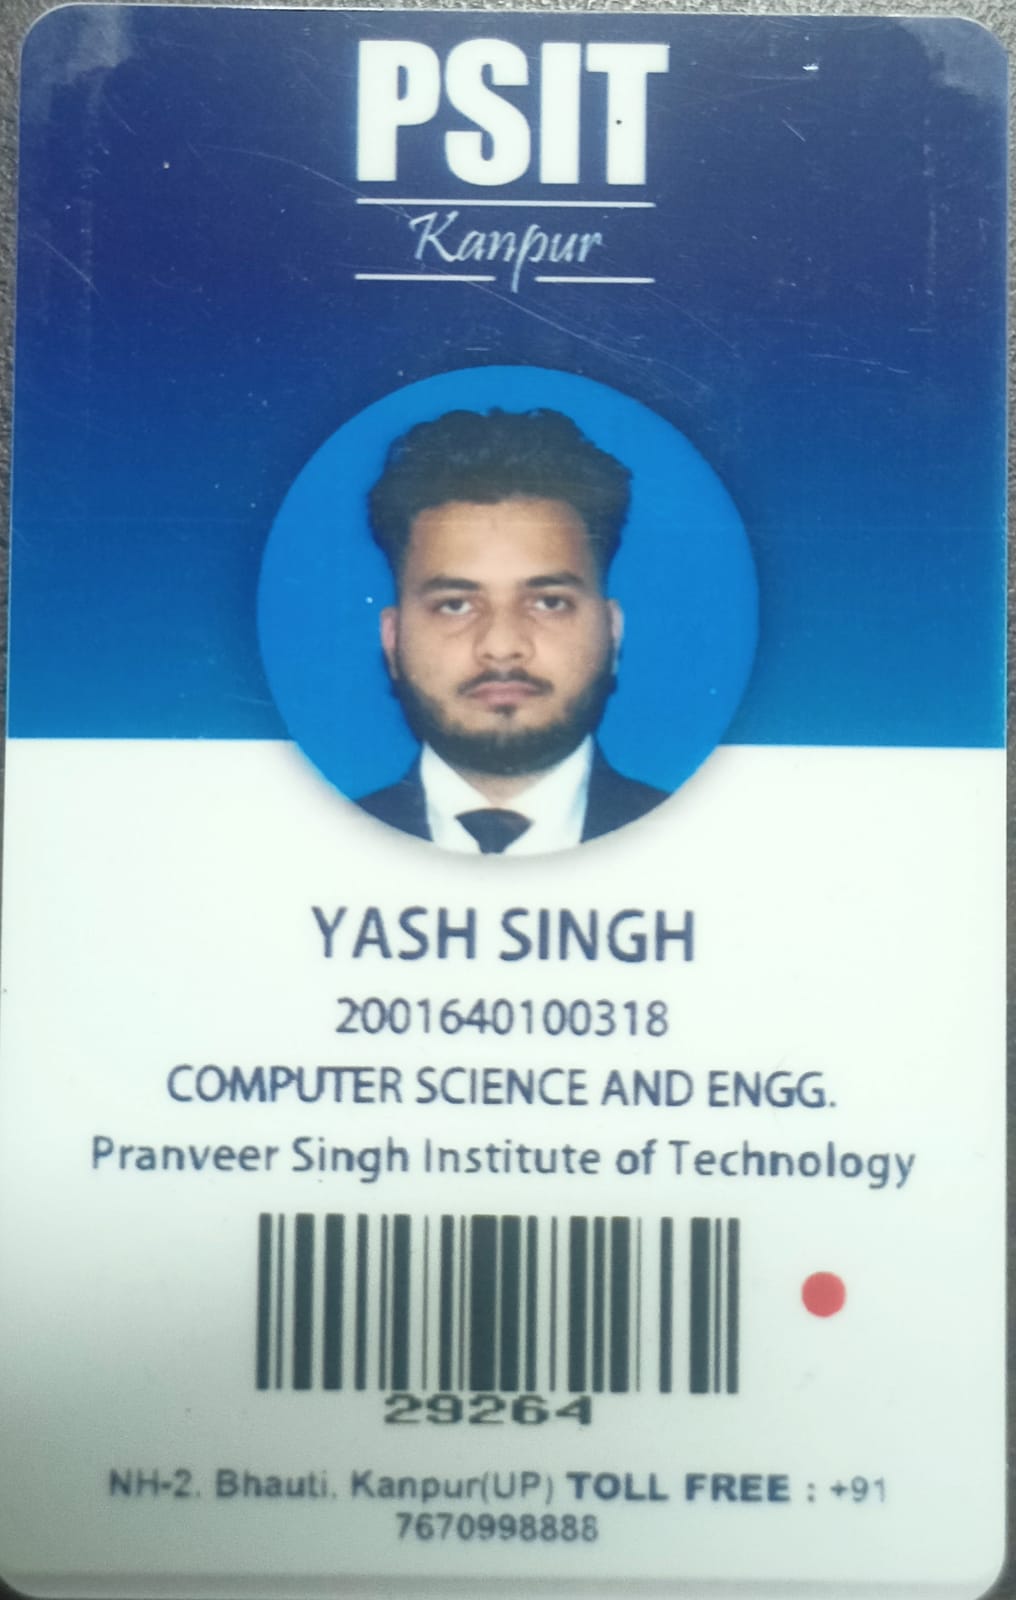 PSIT
Kanpur
YASH SINGH
2001640100318
COMPUTER SCIENCE AND ENGG.
Pranveer Singh Institute of Technology
29264
NH-2. Bhauti. Kanpur(UP) TOLL FREE : +91
7670998888